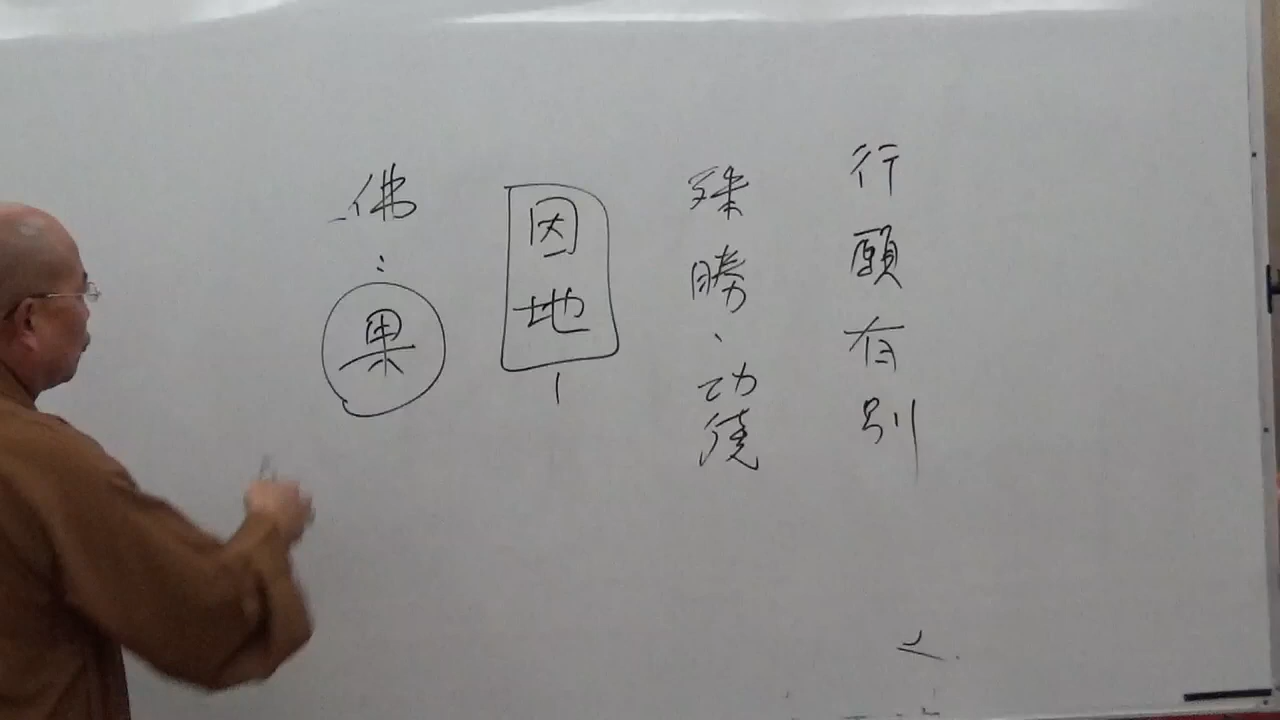 行願有別
殊勝、功德
因地
佛:果